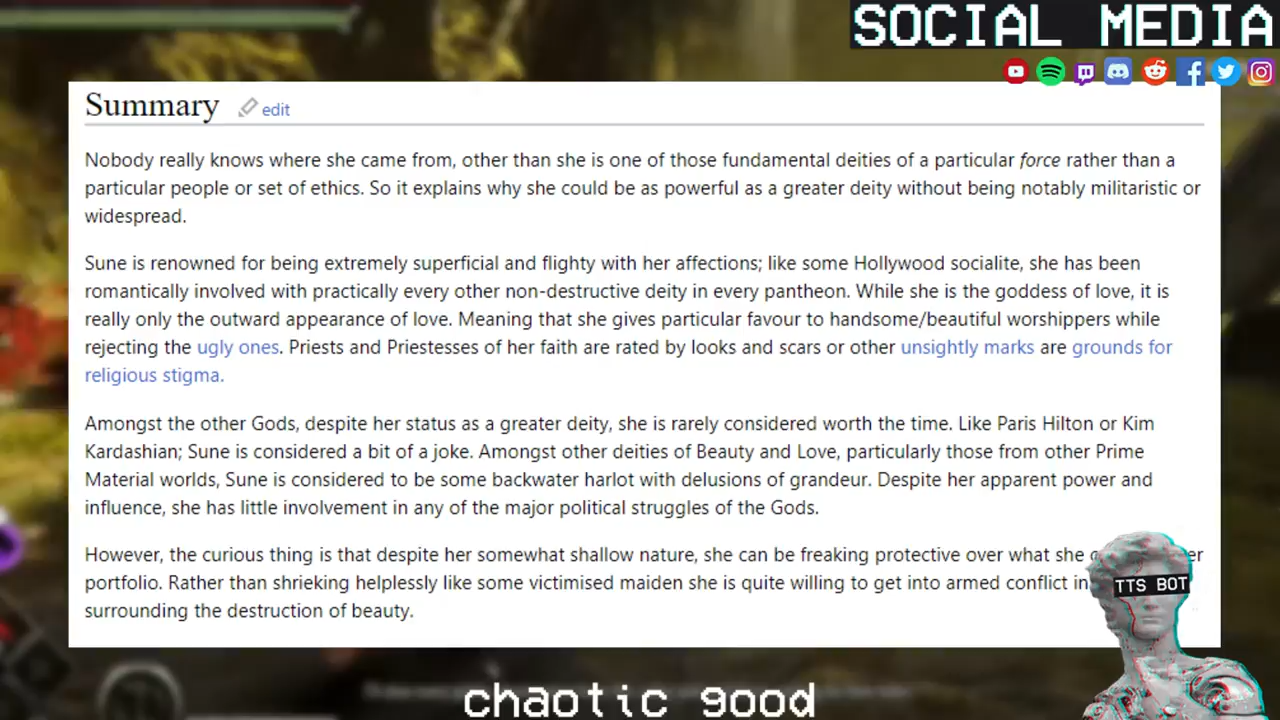 SOCIAL MEDIA
Summary edit
Nobody really knows where she came from, other than she is one of those fundamental deities of a particular force rather than a
particular people or set of ethics. So it explains why she could be as powerful as a greater deity without being notably militaristic or
widespread.
Sune is renowned for being extremely superficial and flighty with her affections; like some Hollywood socialite, she has been
romantically involved with practically every other non-destructive deity in every pantheon. While she is the goddess of love, it is
really only the outward appearance of love. Meaning that she gives particular favour to handsome/beautiful worshippers while
rejecting the ugly ones. Priests and Priestesses of her faith are rated by looks and scars or other unsightly marks are grounds for
religious stigma.
Amongst the other Gods, despite her status as a greater deity, she is rarely considered worth the time. Like Paris Hilton or Kim
Kardashian; Sune is considered a bit of a joke. Amongst other deities of Beauty and Love, particularly those from other Prime
Material worlds, Sune is considered to be some backwater harlot with delusions of grandeur. Despite her apparent power and
influence, she has little involvement in any of the major political struggles of the Gods.
However, the curious thing is that despite her somewhat shallow nature, she can be freaking protective over what she
portfolio. Rather than shrieking helplessly like some victimised maiden she is quite willing to get into armed conflict in
surrounding the destruction of beauty.
TTS BOT
chaotic good